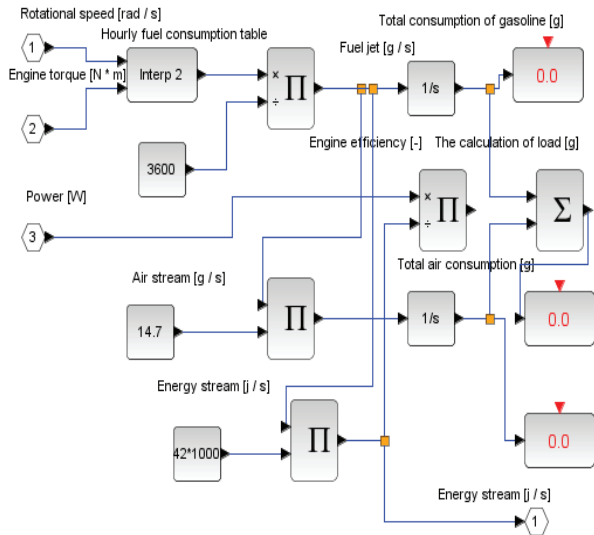 Rotational speed [rad / s]
Total consumption of gasoline [g]
Hourly fuel consumption table
Fuel jet [g / s]
1
Interp 2
×
÷
Π
1/s
0.0
Engine torque [N * m]
2
3600
Engine efficiency [-]
The calculation of load [g]
Power [W]
3
×
÷
Π
Σ
Total air consumption [g]
Air stream [g / s]
14.7
Π
1/s
0.0
Energy stream [j / s]
42*1000
Π
0.0
Energy stream [j / s]
1